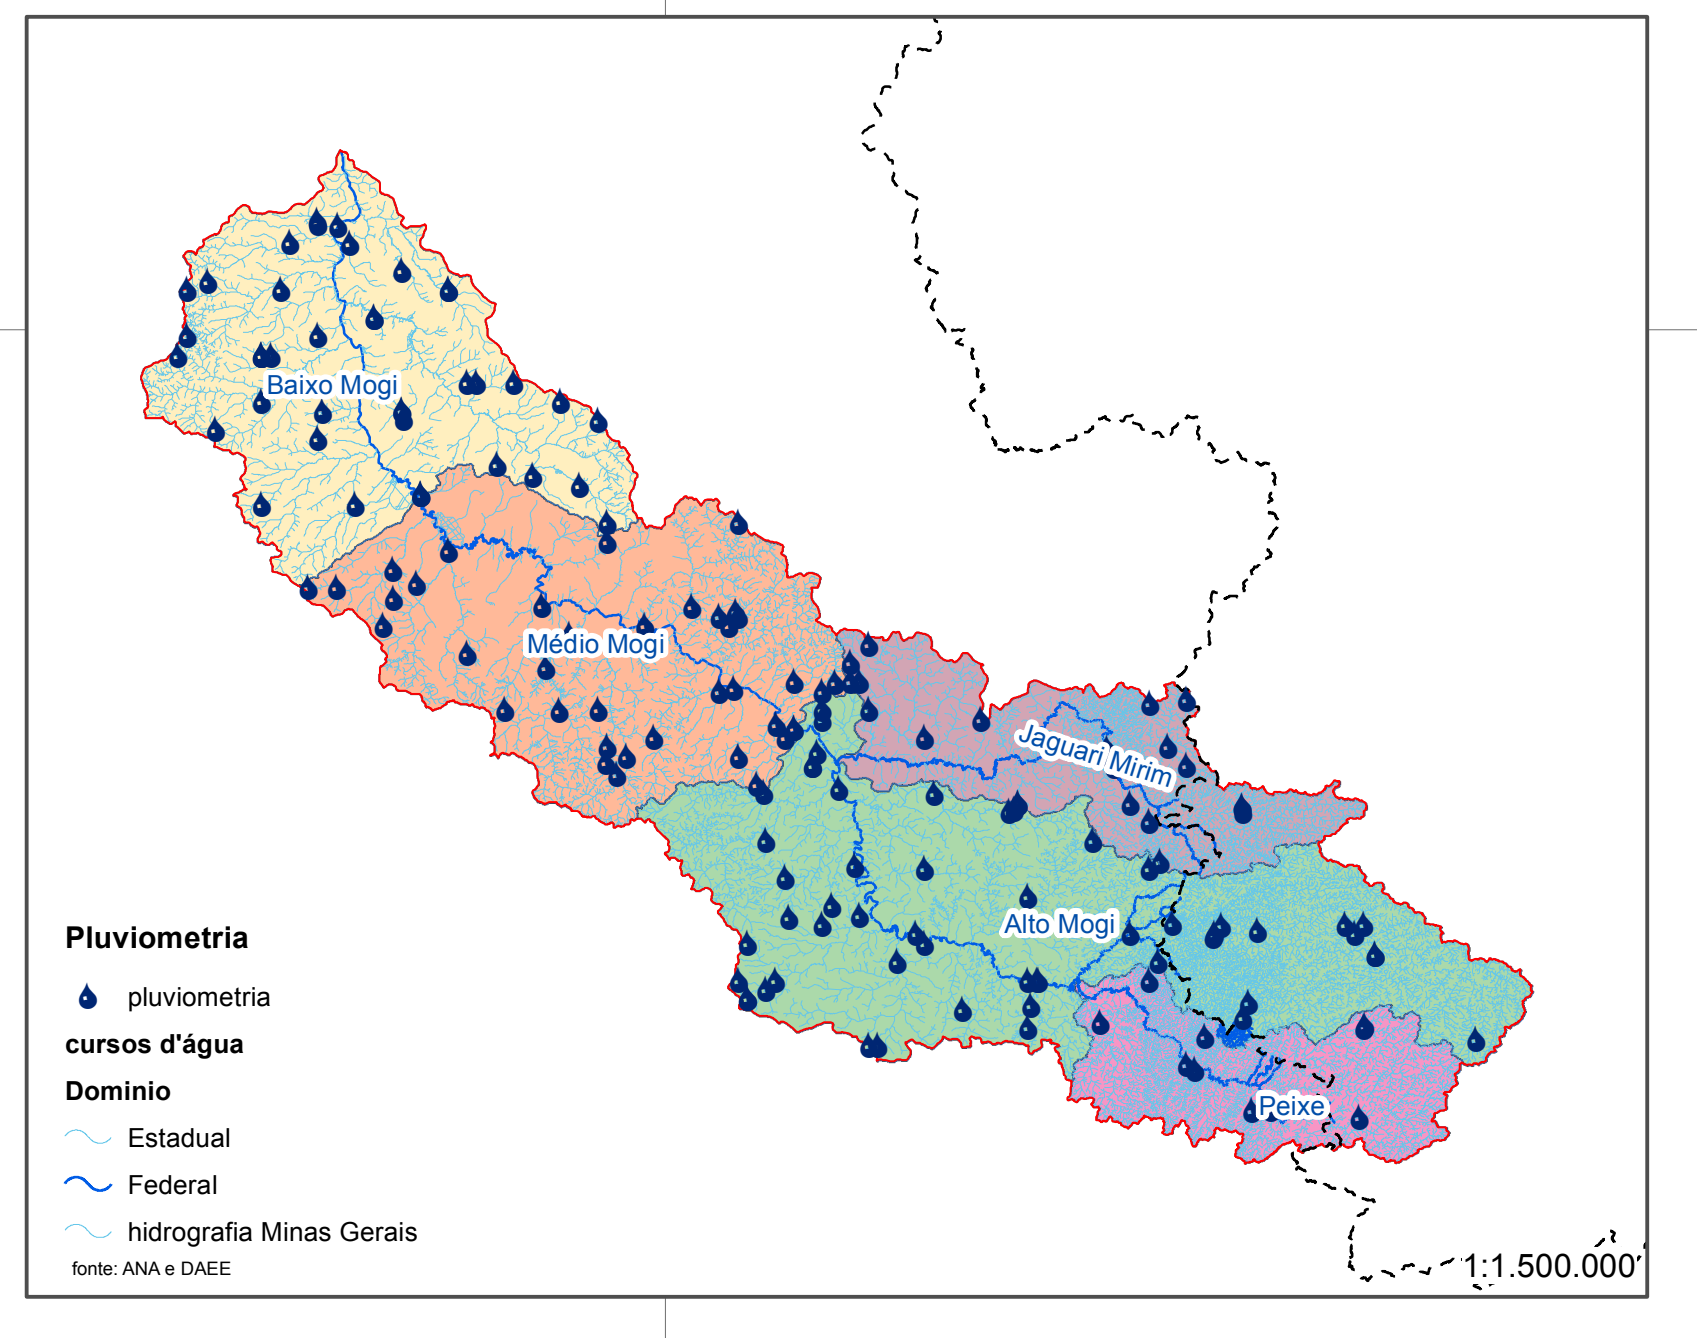 Baixo Mogi
Médio Mogi
Jaguari Mirim
Alto Mogi
Peixe
Pluviometria
pluviometria
cursos d'água
Dominio
Estadual
Federal
hidrografia Minas Gerais
fonte: ANA e DAEE
1:1.500.000